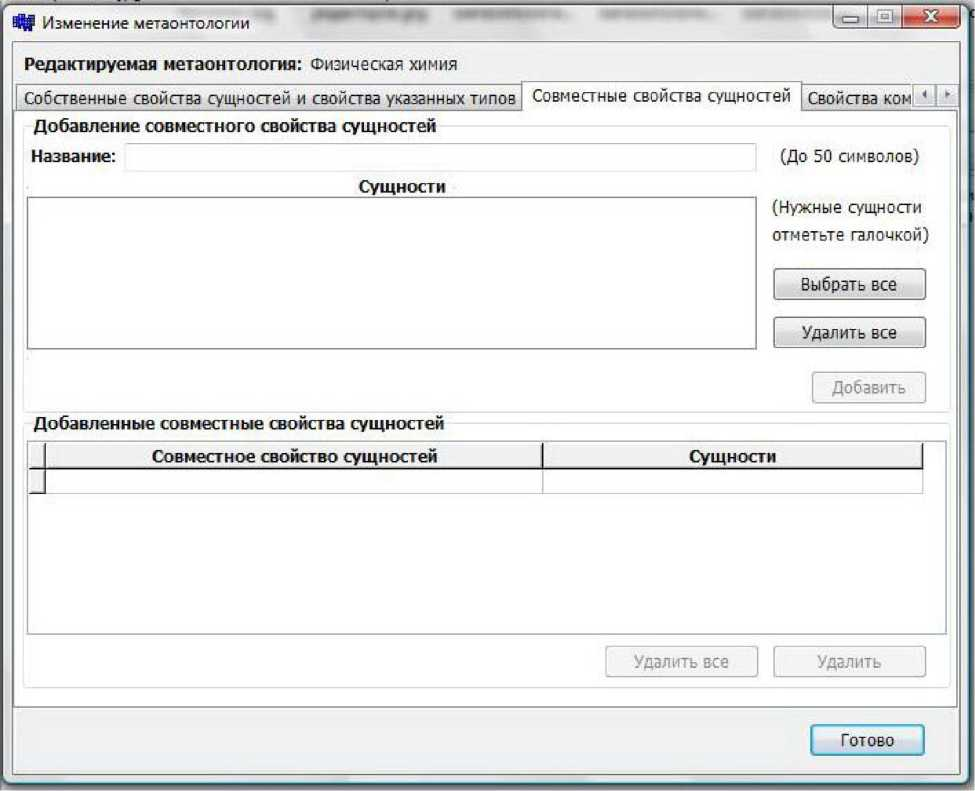 Изменение метаонтологии
Редактируемая метаонтология: Физическая химия
Собственные свойства сущностей и свойства указанных типов Совместные свойства сущностей Свойства ком
Добавление совместного свойства сущностей
Название: (До 50 символов)
Сущности
(Нужные сущности
отметьте галочкой)
Выбрать все
Удалить все
Добавить
Добавленные совместные свойства сущностей
Совместное свойство сущностей Сущности
Удалить все Удалить
Готово